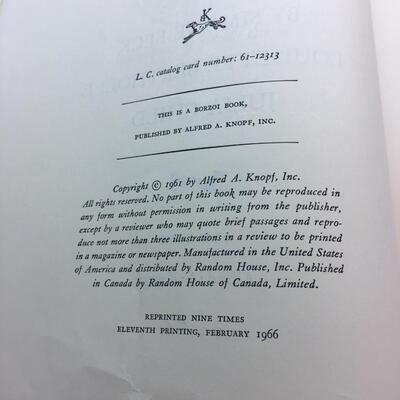 K
L. C. catalog card number: 61–12313
THIS IS A BORZOI BOOK,
PUBLISHED BY ALFRED A. KNOPF, INC.
Copyright © 1961 by Alfred A. Knopf, Inc.
All rights reserved. No part of this book may be reproduced in
any form without permission in writing from the publisher,
except by a reviewer who may quote brief passages and repro-
duce not more than three illustrations in a review to be printed
in a magazine or newspaper. Manufactured in the United States
of America and distributed by Random House, Inc. Published
in Canada by Random House of Canada, Limited.
REPRINTED NINE TIMES
ELEVENTH PRINTING, FEBRUARY 1966